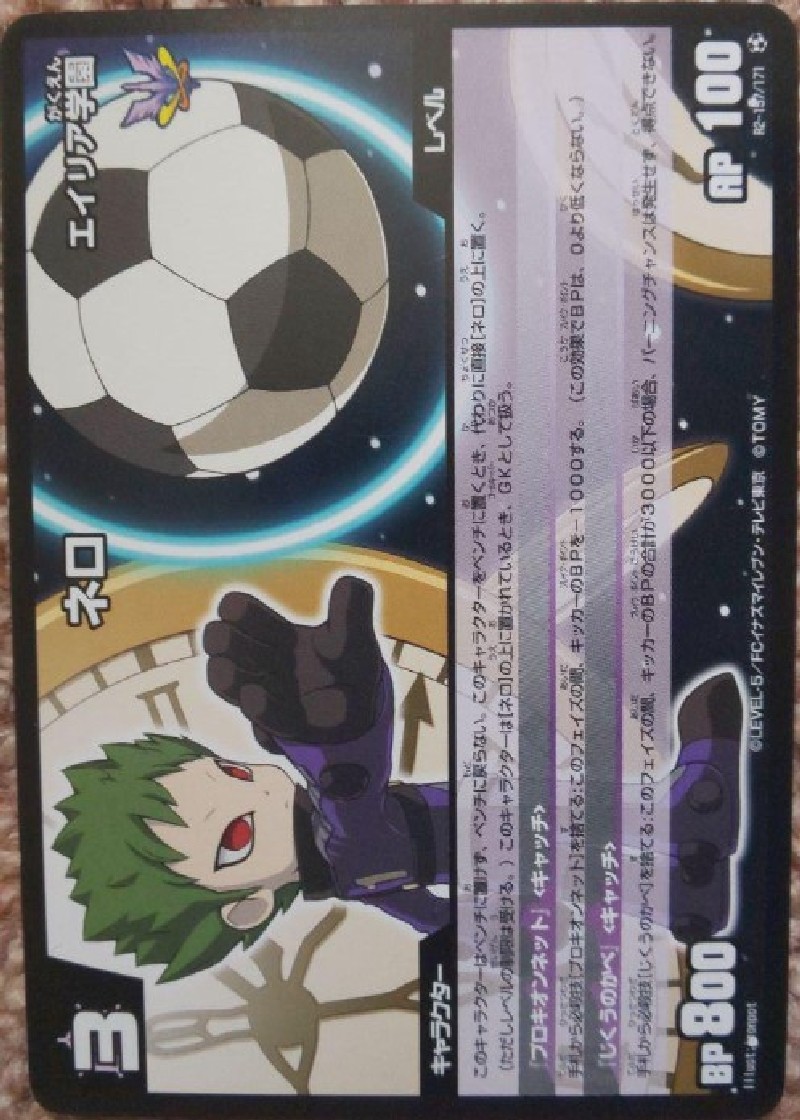 3
ネロ
エイリア学園
がくえん
キャラクター
レベル
このキャラクターはベンチに置けず、ベンチに戻らない。このキャラクターをベンチに置くとき、代わりに直接[ネロ]の上に置く。
(ただしレベルの制限は受ける。) このキャラクターは[ネロ]の上に置かれているとき、GKとして扱う。
「プロキオンネット」<キャッチ>
手札から必殺技[プロキオンネット]を捨てる:このフェイズの間、キッカーのBPを−1000する。 (この効果でBPは、0より低くならない。)
「じくうのかべ」<キャッチ>
手札から必殺技[じくうのかべ]を捨てる:このフェイズの間、キッカーのBPの合計が3000以下の場合、バーニングチャンスは発生せず、得点できない。
BP 800
RP 100
©LEVEL-5/FCイナズマイレブン・テレビ東京 ©TOMY
R2-157/171